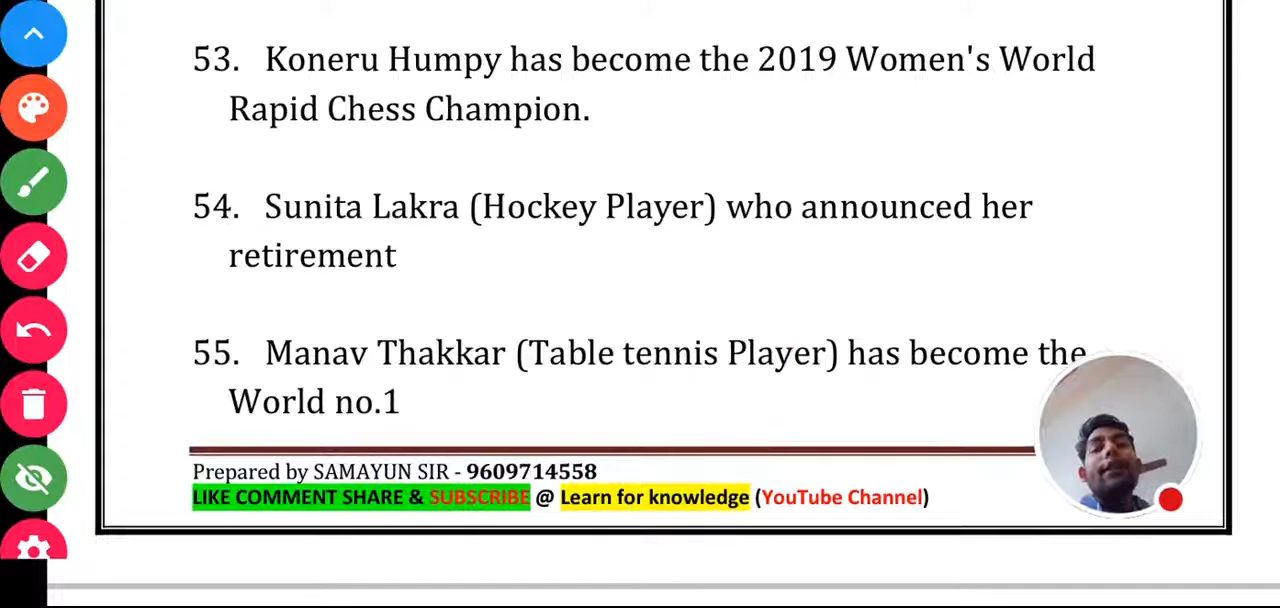 53. Koneru Humpy has become the 2019 Women's World
Rapid Chess Champion.
54. Sunita Lakra (Hockey Player) who announced her
retirement
55. Manav Thakkar (Table tennis Player) has become the
World no.1
Prepared by SAMAYUN SIR - 9609714558
LIKE COMMENT SHARE & SUBSCRIBE @ Learn for knowledge (YouTube Channel)